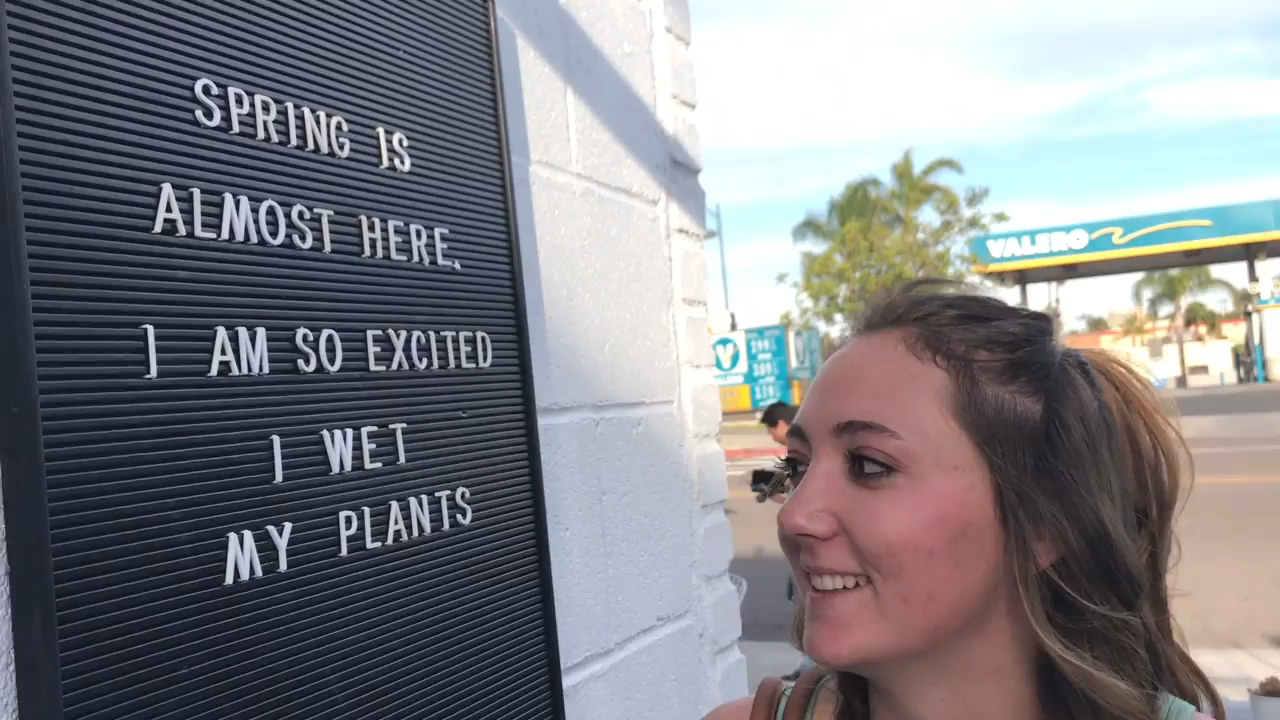 SPRING IS
ALMOST HERE.
I AM SO EXCITED
I WET
MY PLANTS
VALERO
V